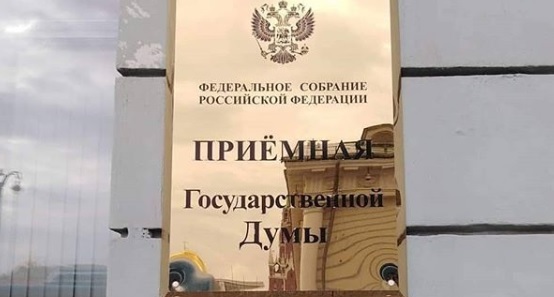 ФЕДЕРАЛЬНОЕ СОБРАНИЕ
РОССИЙСКОЙ ФЕДЕРАЦИИ
ПРИЁМНАЯ
Государственной
Думы